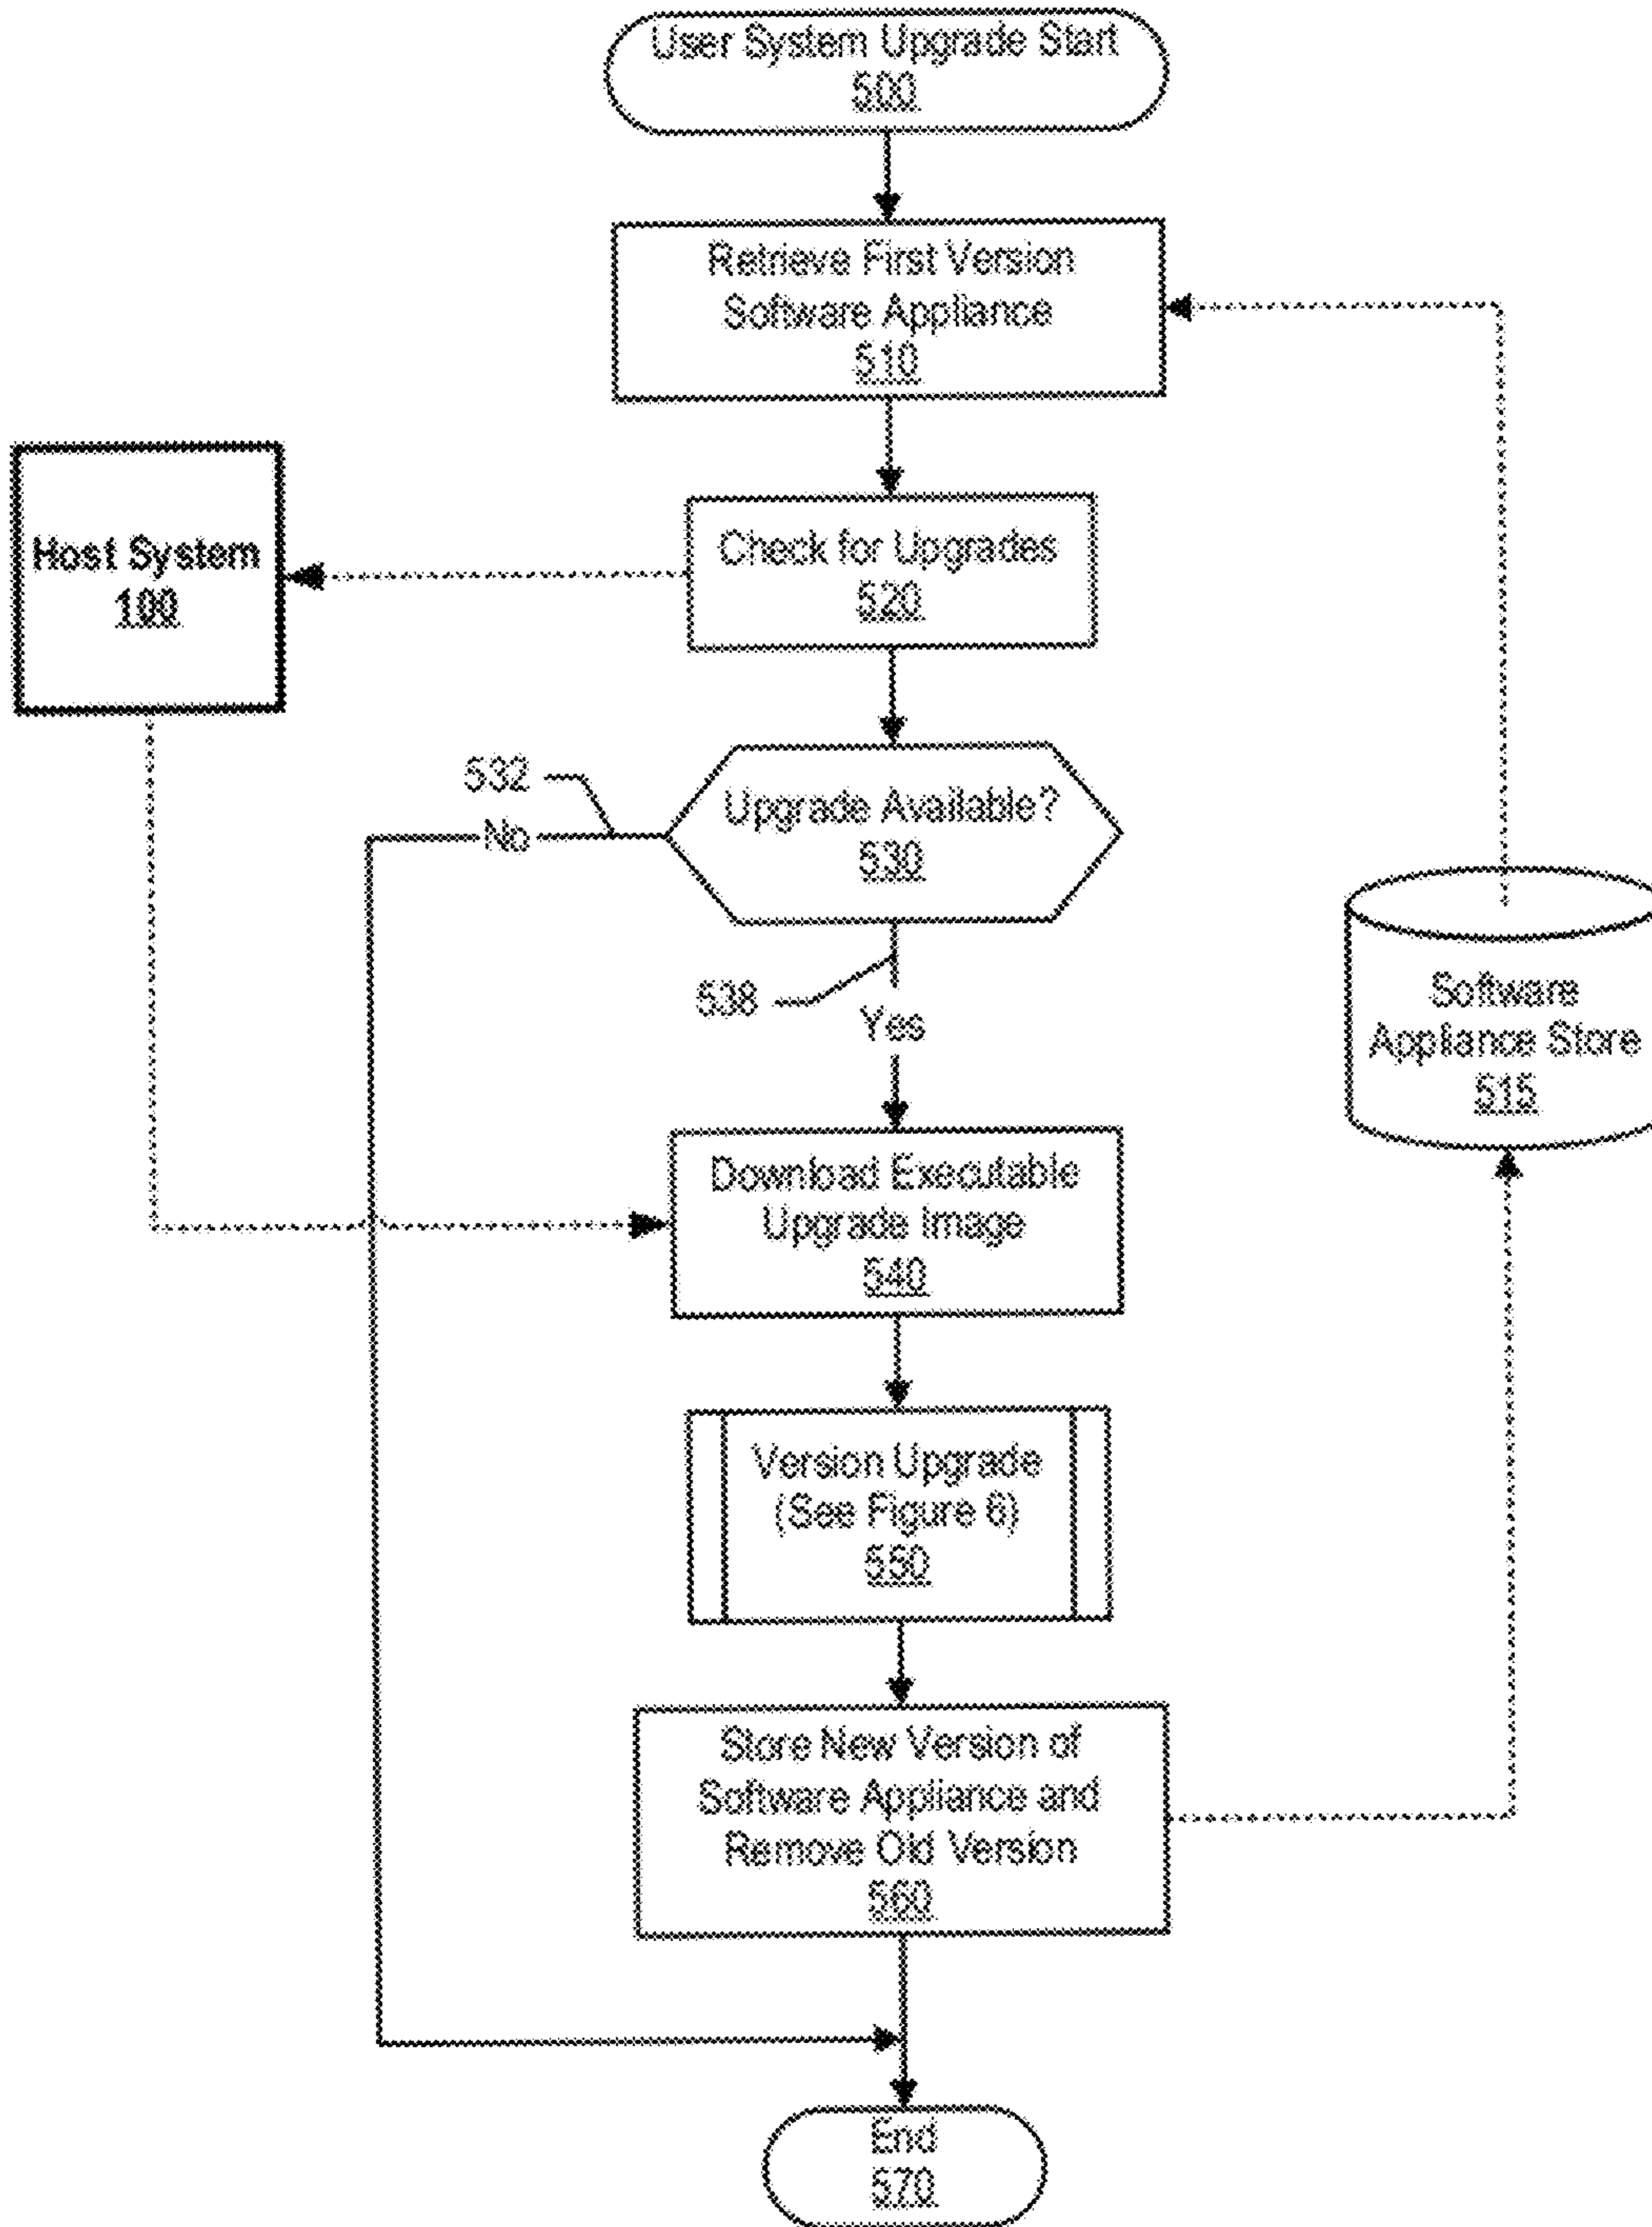 User System Upgrade Start
500
Retrieve First Version
Software Appliance
510
Host System
100
Check for Upgrades
520
532
No
Upgrade Available?
530
538
Yes
Software
Appliance Store
515
Download Executable
Upgrade Image
540
Version Upgrade
(See Figure 6)
550
Store New Version of
Software Appliance and
Remove Old Version
560
End
570